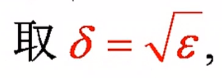 取 δ = √ε,